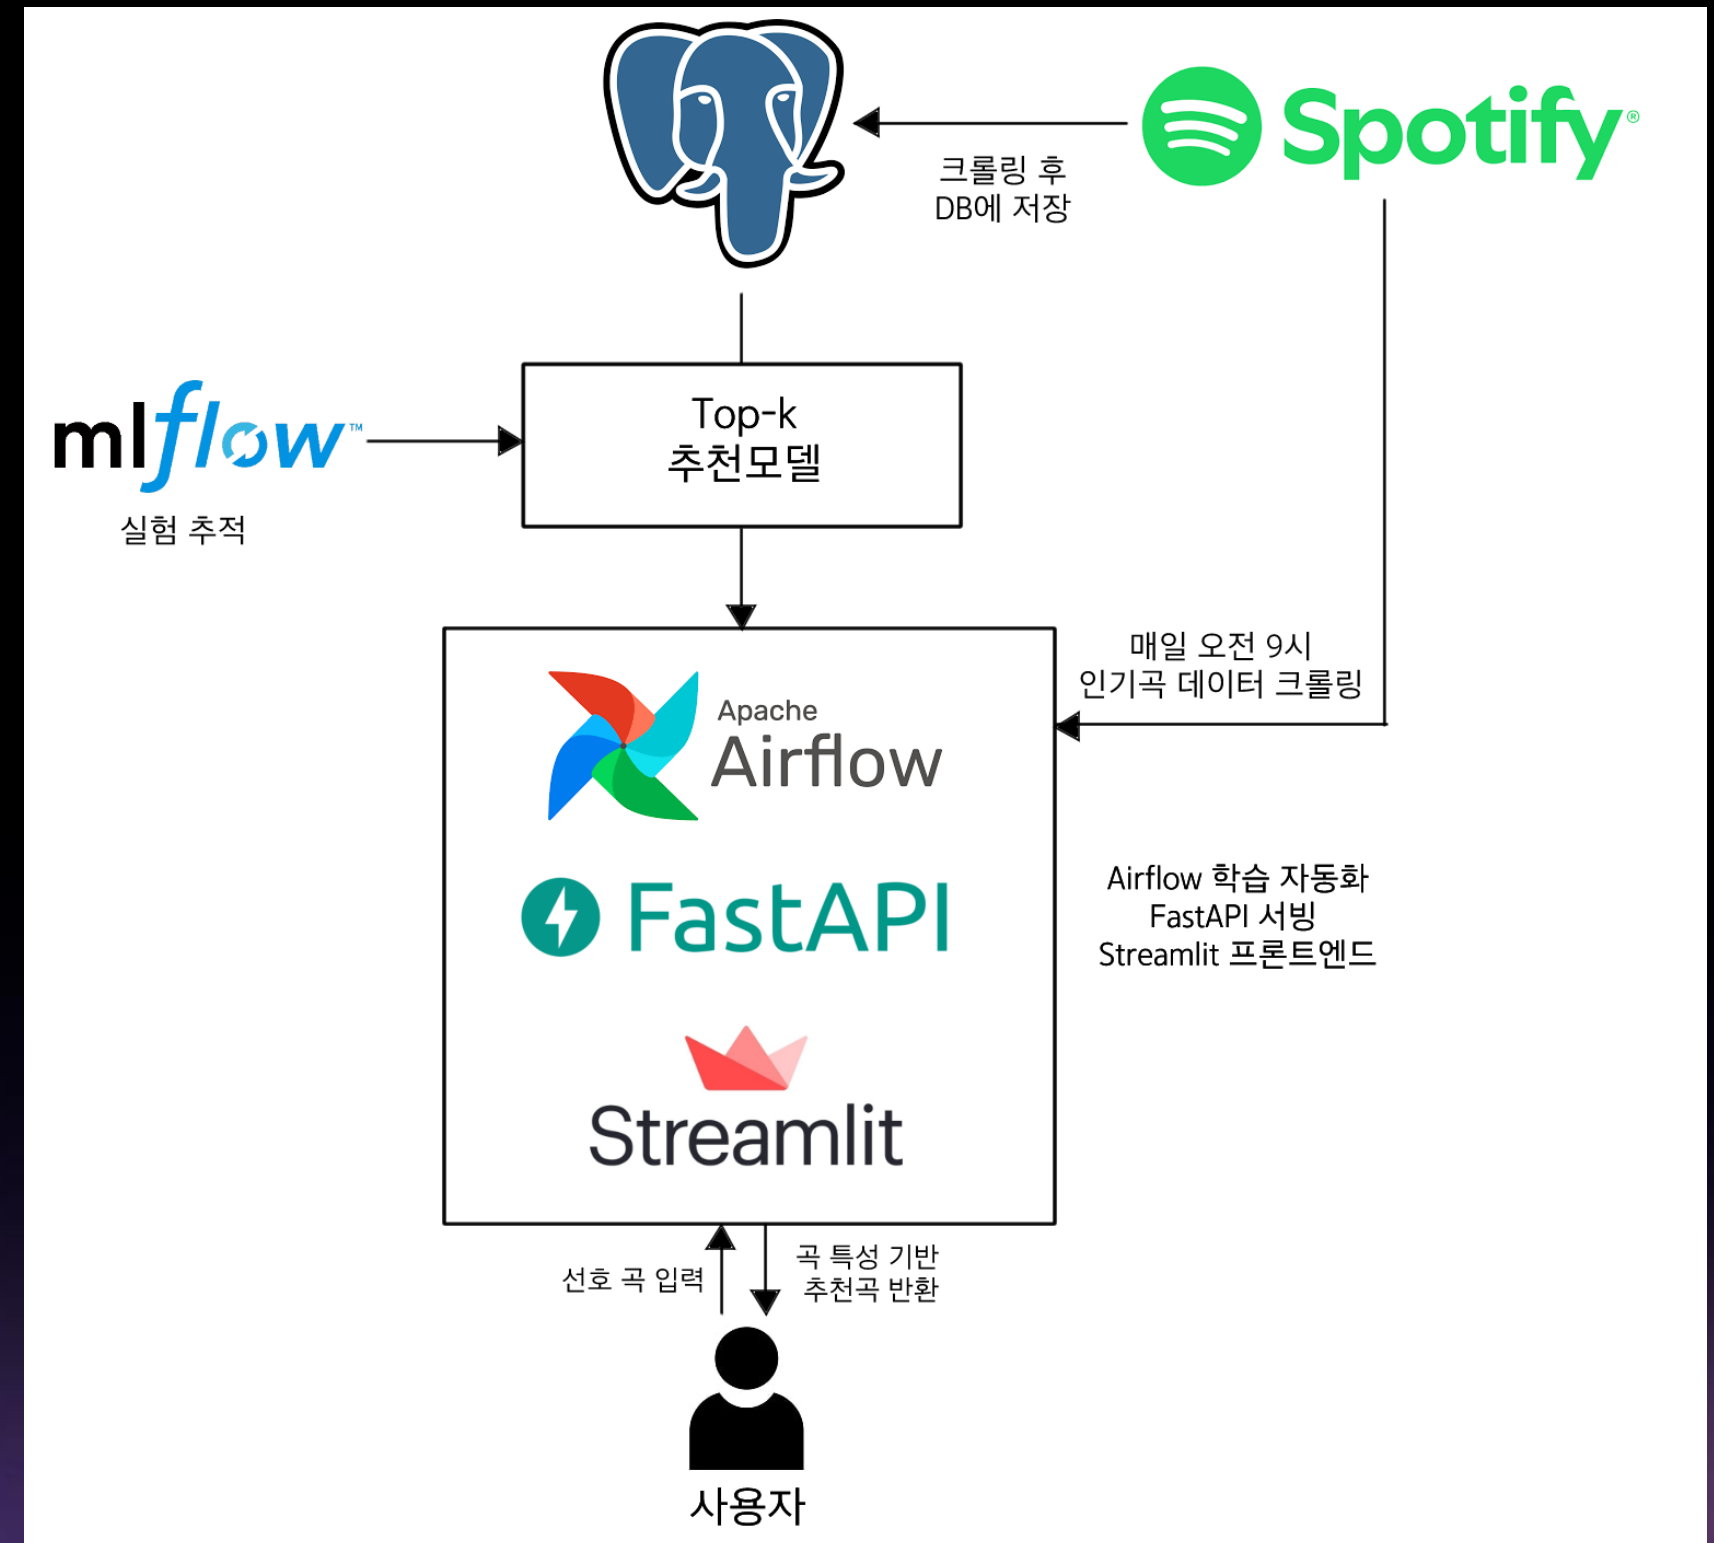 Spotify®
크롤링 후
DB에 저장
Top-k
추천모델
mlflow™
실험 추적
매일 오전 9시
인기곡 데이터 크롤링
Apache
Airflow
FastAPI
Airflow 학습 자동화
FastAPI 서빙
Streamlit 프론트엔드
Streamlit
선호 곡 입력
곡 특성 기반
추천곡 반환
사용자